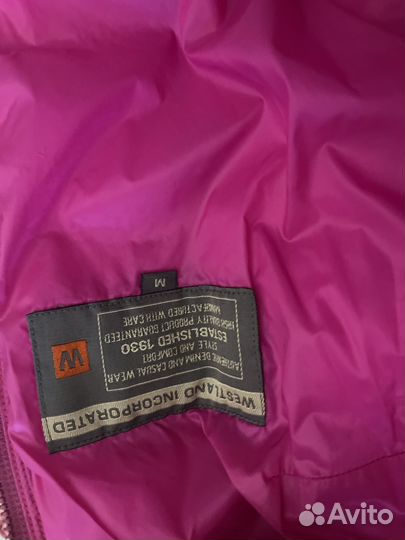 WESTLAND INCORPORATED
AUTHENTIC DENIM AND CASUAL WEAR
STYLE AND COMFORT
ESTABLISHED 1930
HIGH QUALITY PRODUCT GUARANTEED
MANUFACTURED WITH CARE
W
M
Avito